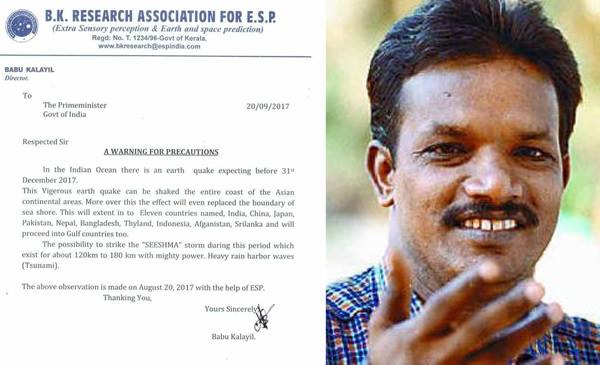 B.K. RESEARCH ASSOCIATION FOR E.S.P.
(Extra Sensory perception & Earth and space prediction)
Regd: No. T. 1234/96-Govt of Kerala.
www.bkresearch@espindia.com
BABU KALAYIL
Director.
To
The Primeminister
Govt of India
20/09/2017
Respected Sir
A WARNING FOR PRECAUTIONS
In the Indian Ocean there is an earth quake expecting before 31st
December 2017.
This Vigerous earth quake can be shaked the entire coast of the Asian
continental areas. More over this the effect will even replaced the boundary of
sea shore. This will extent in to Eleven countries named, India, China, Japan,
Pakistan, Nepal, Bangladesh, Thyland, Indonesia, Afganistan, Srilanka and will
proceed into Gulf countries too.
The possibility to strike the "SEESHMA" storm during this period which
exist for about 120km to 180 km with mighty power. Heavy rain harbor waves
(Tsunami).
The above observation is made on August 20, 2017 with the help of ESP.
Thanking You,
Yours Sincerely
Babu Kalayil.